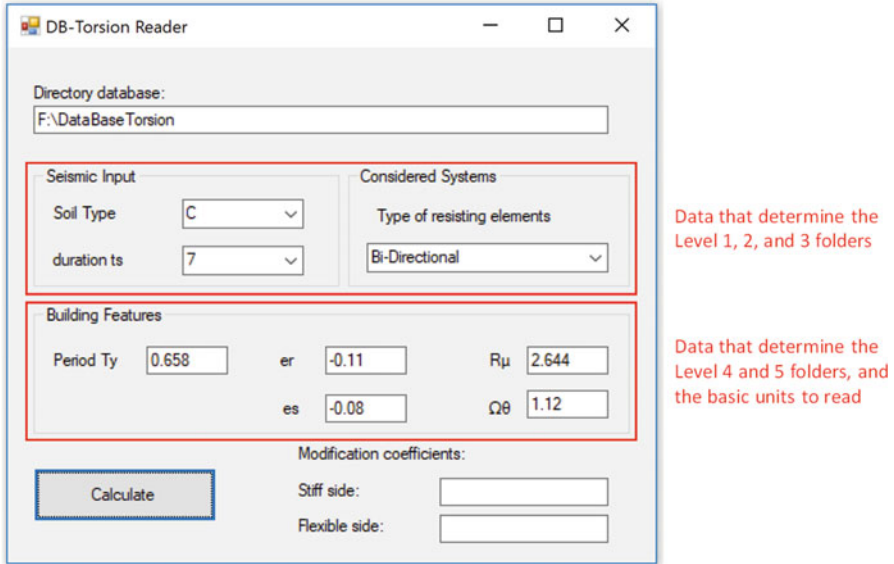 DB-Torsion Reader
Directory database:
F:\DataBaseTorsion
Seismic Input
Soil Type C
duration ts 7
Considered Systems
Type of resisting elements
Bi-Directional
Data that determine the
Level 1, 2, and 3 folders
Building Features
Period Ty 0.658 er -0.11 Rμ 2.644
es -0.08 Ωθ 1.12
Data that determine the
Level 4 and 5 folders, and
the basic units to read
Calculate
Modification coefficients:
Stiff side:
Flexible side: